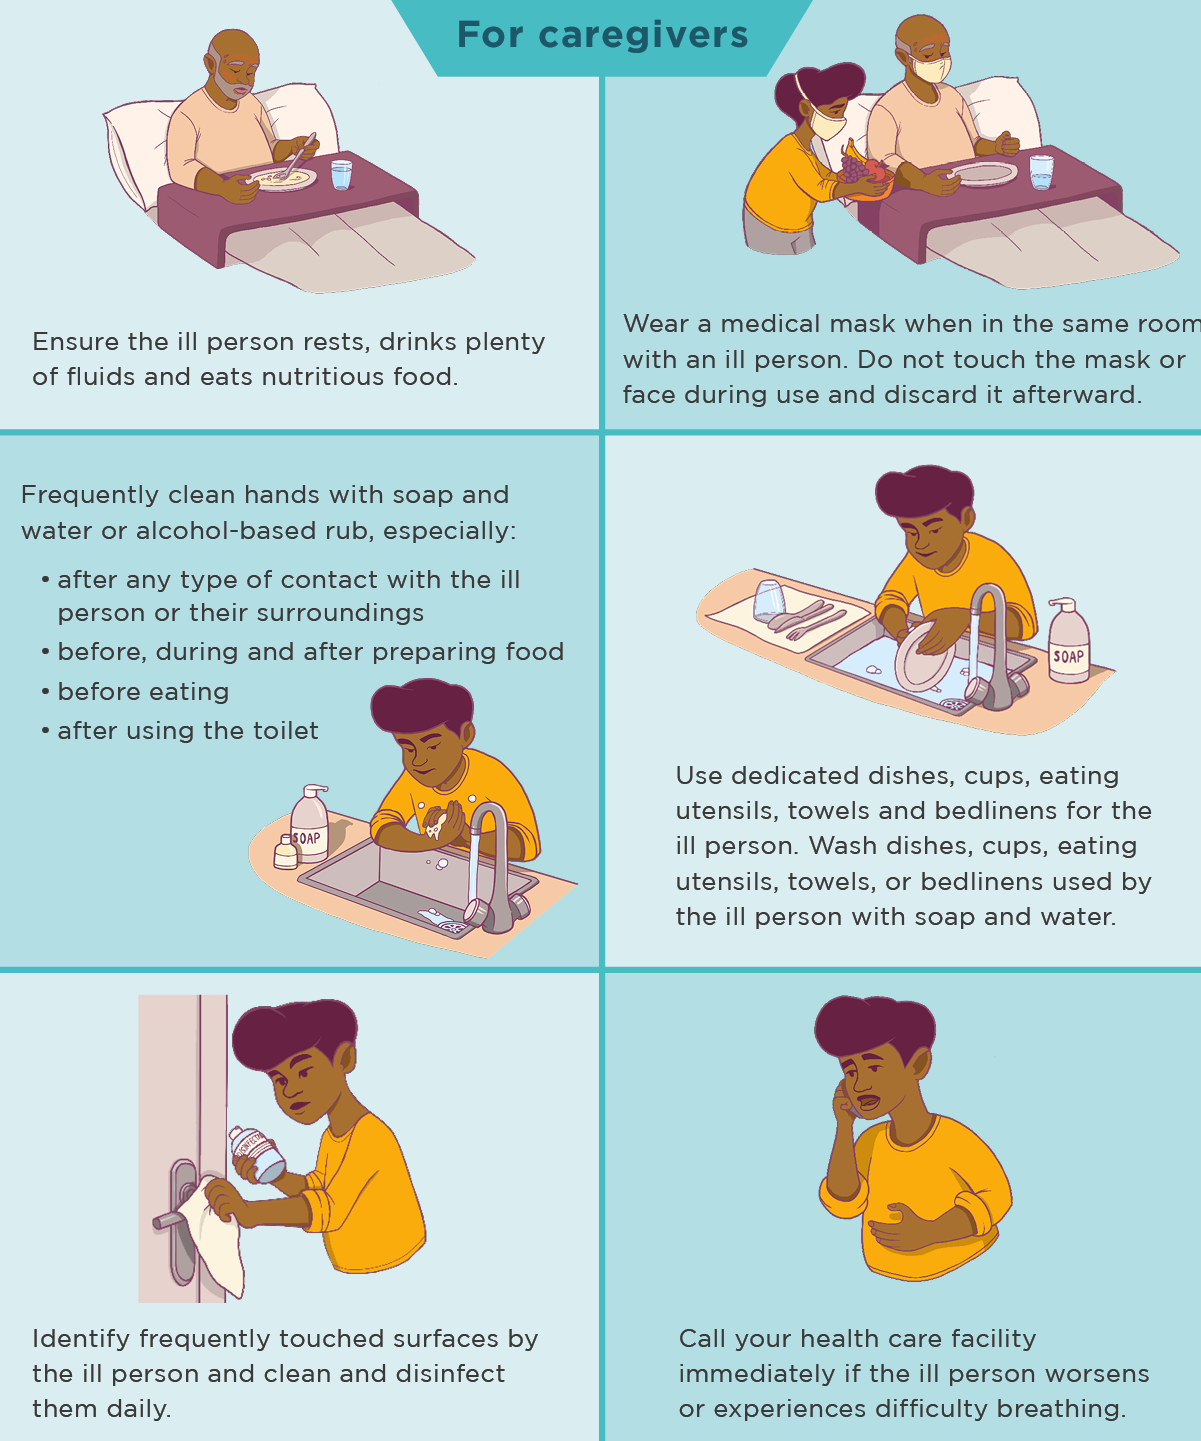 For caregivers
Ensure the ill person rests, drinks plenty
of fluids and eats nutritious food.
Wear a medical mask when in the same room
with an ill person. Do not touch the mask or
face during use and discard it afterward.
Frequently clean hands with soap and
water or alcohol-based rub, especially:
• after any type of contact with the ill
person or their surroundings
• before, during and after preparing food
• before eating
• after using the toilet
SOAP
SOAP
Use dedicated dishes, cups, eating
utensils, towels and bedlinens for the
ill person. Wash dishes, cups, eating
utensils, towels, or bedlinens used by
the ill person with soap and water.
Identify frequently touched surfaces by
the ill person and clean and disinfect
them daily.
Call your health care facility
immediately if the ill person worsens
or experiences difficulty breathing.